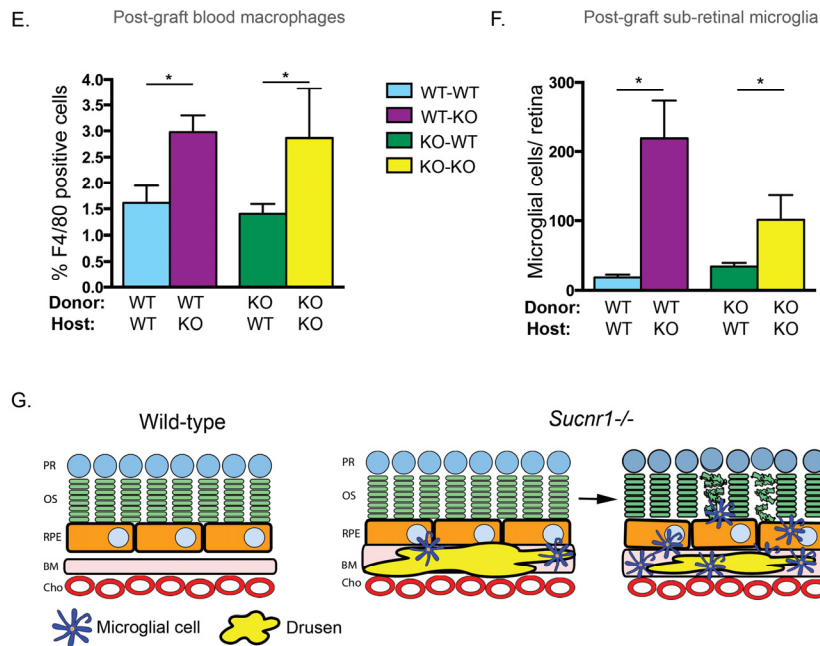 E.
Post-graft blood macrophages
% F4/80 positive cells
4.0
3.5
3.0
2.5
2.0
1.5
1.0
0.5
0.0
*
*
Donor: WT WT KO KO
Host: WT KO WT KO
WT-WT
WT-KO
KO-WT
KO-KO
F.
Post-graft sub-retinal microglia
Microglial cells/ retina
300
200
100
0
*
*
Donor: WT WT KO KO
Host: WT KO WT KO
G.
Wild-type
PR
OS
RPE
BM
Cho
Sucnr1-/-
PR
OS
RPE
BM
Cho
Microglial cell
Drusen